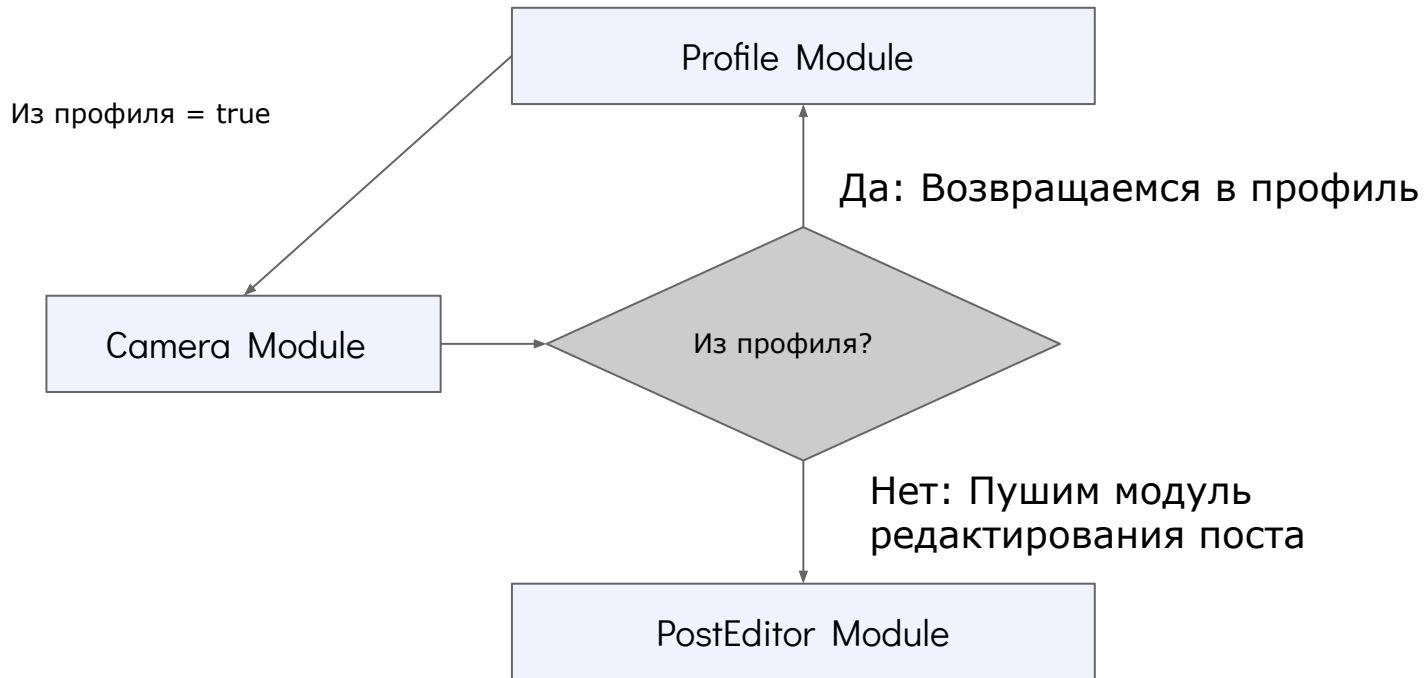 Profile Module
Из профиля = true
Да: Возвращаемся в профиль
Camera Module
Из профиля?
Нет: Пушим модуль
редактирования поста
PostEditor Module